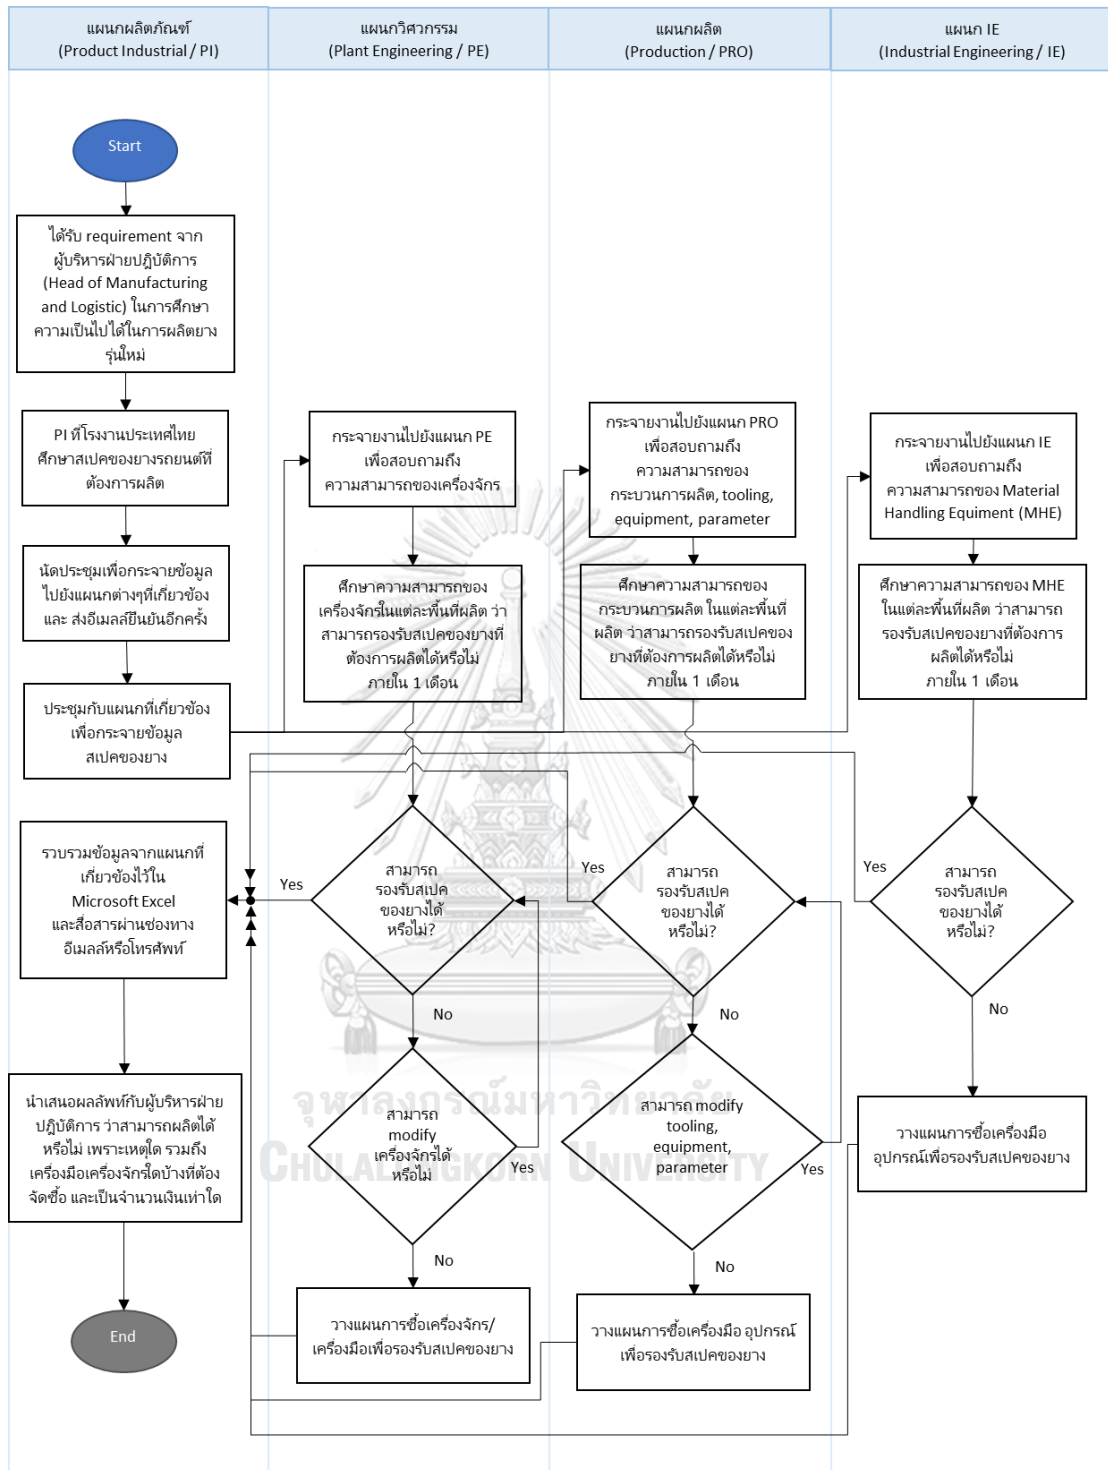 แผนกผลิตภัณฑ์
(Product Industrial / PI)
แผนกวิศวกรรม
(Plant Engineering / PE)
แผนกผลิต
(Production / PRO)
แผนก IE
(Industrial Engineering / IE)
Start
ได้รับ requirement จาก
ผู้บริหารฝ่ายปฎิบัติการ
(Head of Manufacturing
and Logistic) ในการศึกษา
ความเป็นไปได้ในการผลิตยาง
รุ่นใหม่
PI ที่โรงงานประเทศไทย
ศึกษาสเปคของยางรถยนต์ที่
ต้องการผลิต
นัดประชุมเพื่อกระจายข้อมูล
ไปยังแผนกต่างๆที่เกี่ยวข้อง
และ ส่งอีเมลล์ยืนยันอีกครั้ง
ประชุมกับแผนกที่เกี่ยวข้อง
เพื่อกระจายข้อมูล
สเปคของยาง
รวบรวมข้อมูลจากแผนกที่
เกี่ยวข้องไว้ใน
Microsoft Excel
และสื่อสารผ่านช่องทาง
อีเมลล์หรือโทรศัพท์
นำเสนอผลลัพท์กับผู้บริหารฝ่าย
ปฎิบัติการ ว่าสามารถผลิตได้
หรือไม่ เพราะเหตุใด รวมถึง
เครื่องมือเครื่องจักรใดบ้างที่ต้อง
จัดซื้อ และเป็นจำนวนเงินเท่าใด
End
กระจายงานไปยังแผนก PE
เพื่อสอบถามถึง
ความสามารถของเครื่องจักร
ศึกษาความสามารถของ
เครื่องจักรในแต่ละพื้นที่ผลิต ว่า
สามารถรองรับสเปคของยางที่
ต้องการผลิตได้หรือไม่
ภายใน 1 เดือน
สามารถ
รองรับสเปค
ของยางได้
หรือไม่?
Yes
No
สามารถ
modify
เครื่องจักรได้
หรือไม่
Yes
No
วางแผนการซื้อเครื่องจักร/
เครื่องมือเพื่อรองรับสเปคของยาง
กระจายงานไปยังแผนก PRO
เพื่อสอบถามถึง
ความสามารถของ
กระบวนการผลิต, tooling,
equipment, parameter
ศึกษาความสามารถของ
กระบวนการผลิต ในแต่ละพื้นที่
ผลิต ว่าสามารถรองรับสเปคของ
ยางที่ต้องการผลิตได้หรือไม่
ภายใน 1 เดือน
สามารถ
รองรับสเปค
ของยางได้
หรือไม่?
Yes
No
สามารถ modify
tooling,
equipment,
parameter
Yes
No
วางแผนการซื้อเครื่องมือ อุปกรณ์
เพื่อรองรับสเปคของยาง
กระจายงานไปยังแผนก IE
เพื่อสอบถามถึง
ความสามารถของ Material
Handling Equiment (MHE)
ศึกษาความสามารถของ MHE
ในแต่ละพื้นที่ผลิต ว่าสามารถ
รองรับสเปคของยางที่ต้องการ
ผลิตได้หรือไม่
ภายใน 1 เดือน
สามารถ
รองรับสเปค
ของยางได้
หรือไม่?
Yes
No
วางแผนการซื้อเครื่องมือ
อุปกรณ์เพื่อรองรับสเปคของยาง
จุฬาลงกรณ์มหาวิทยาลัย
CHULALONGKORN UNIVERSITY